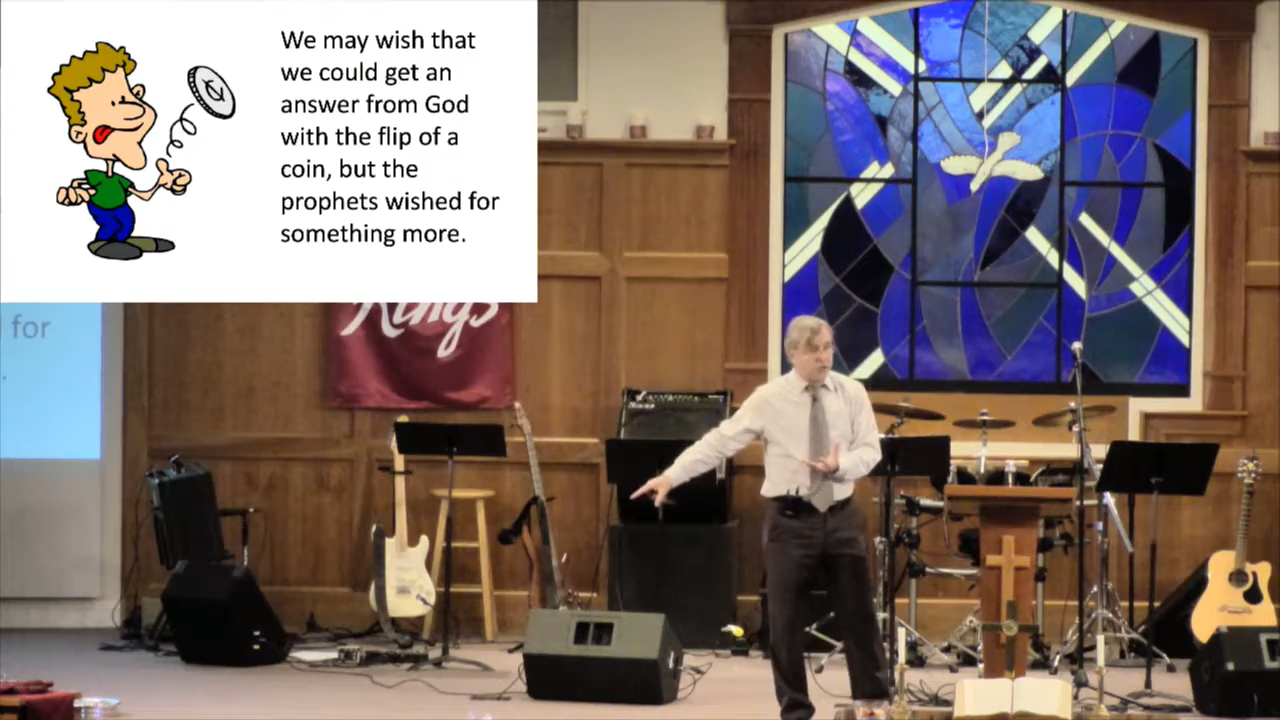 We may wish that
we could get an
answer from God
with the flip of a
coin, but the
prophets wished for
something more.
for
Kings